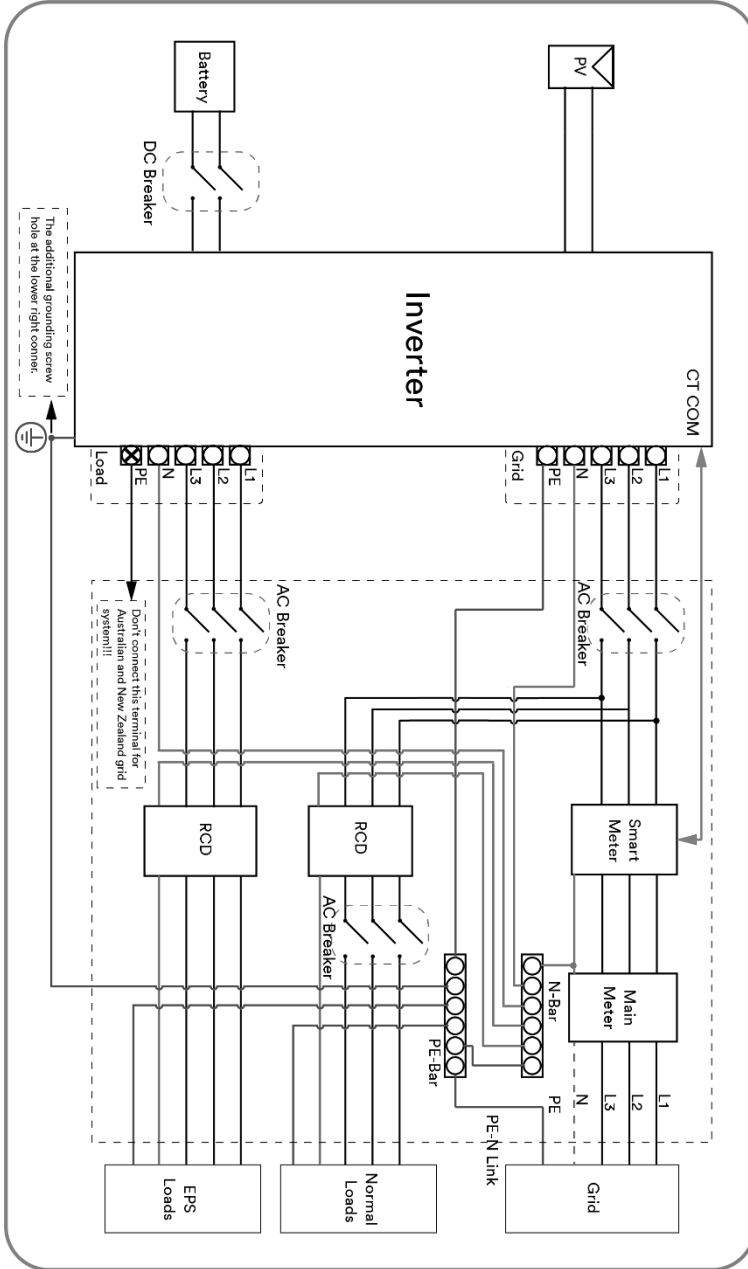 PV
Battery
DC Breaker
The additional grounding screw
hole at the lower right conner.
Inverter
CT COM
Grid
PE
N
L3
L2
L1
Load
PE
N
L3
L2
L1
AC Breaker
AC Breaker
Don't connect this terminal for
Australian and New Zealand grid
system!!!
Smart
Meter
RCD
RCD
AC Breaker
N-Bar
PE-Bar
Main
Meter
L1
L2
L3
N
PE
PE-N Link
Grid
Normal
Loads
EPS
Loads